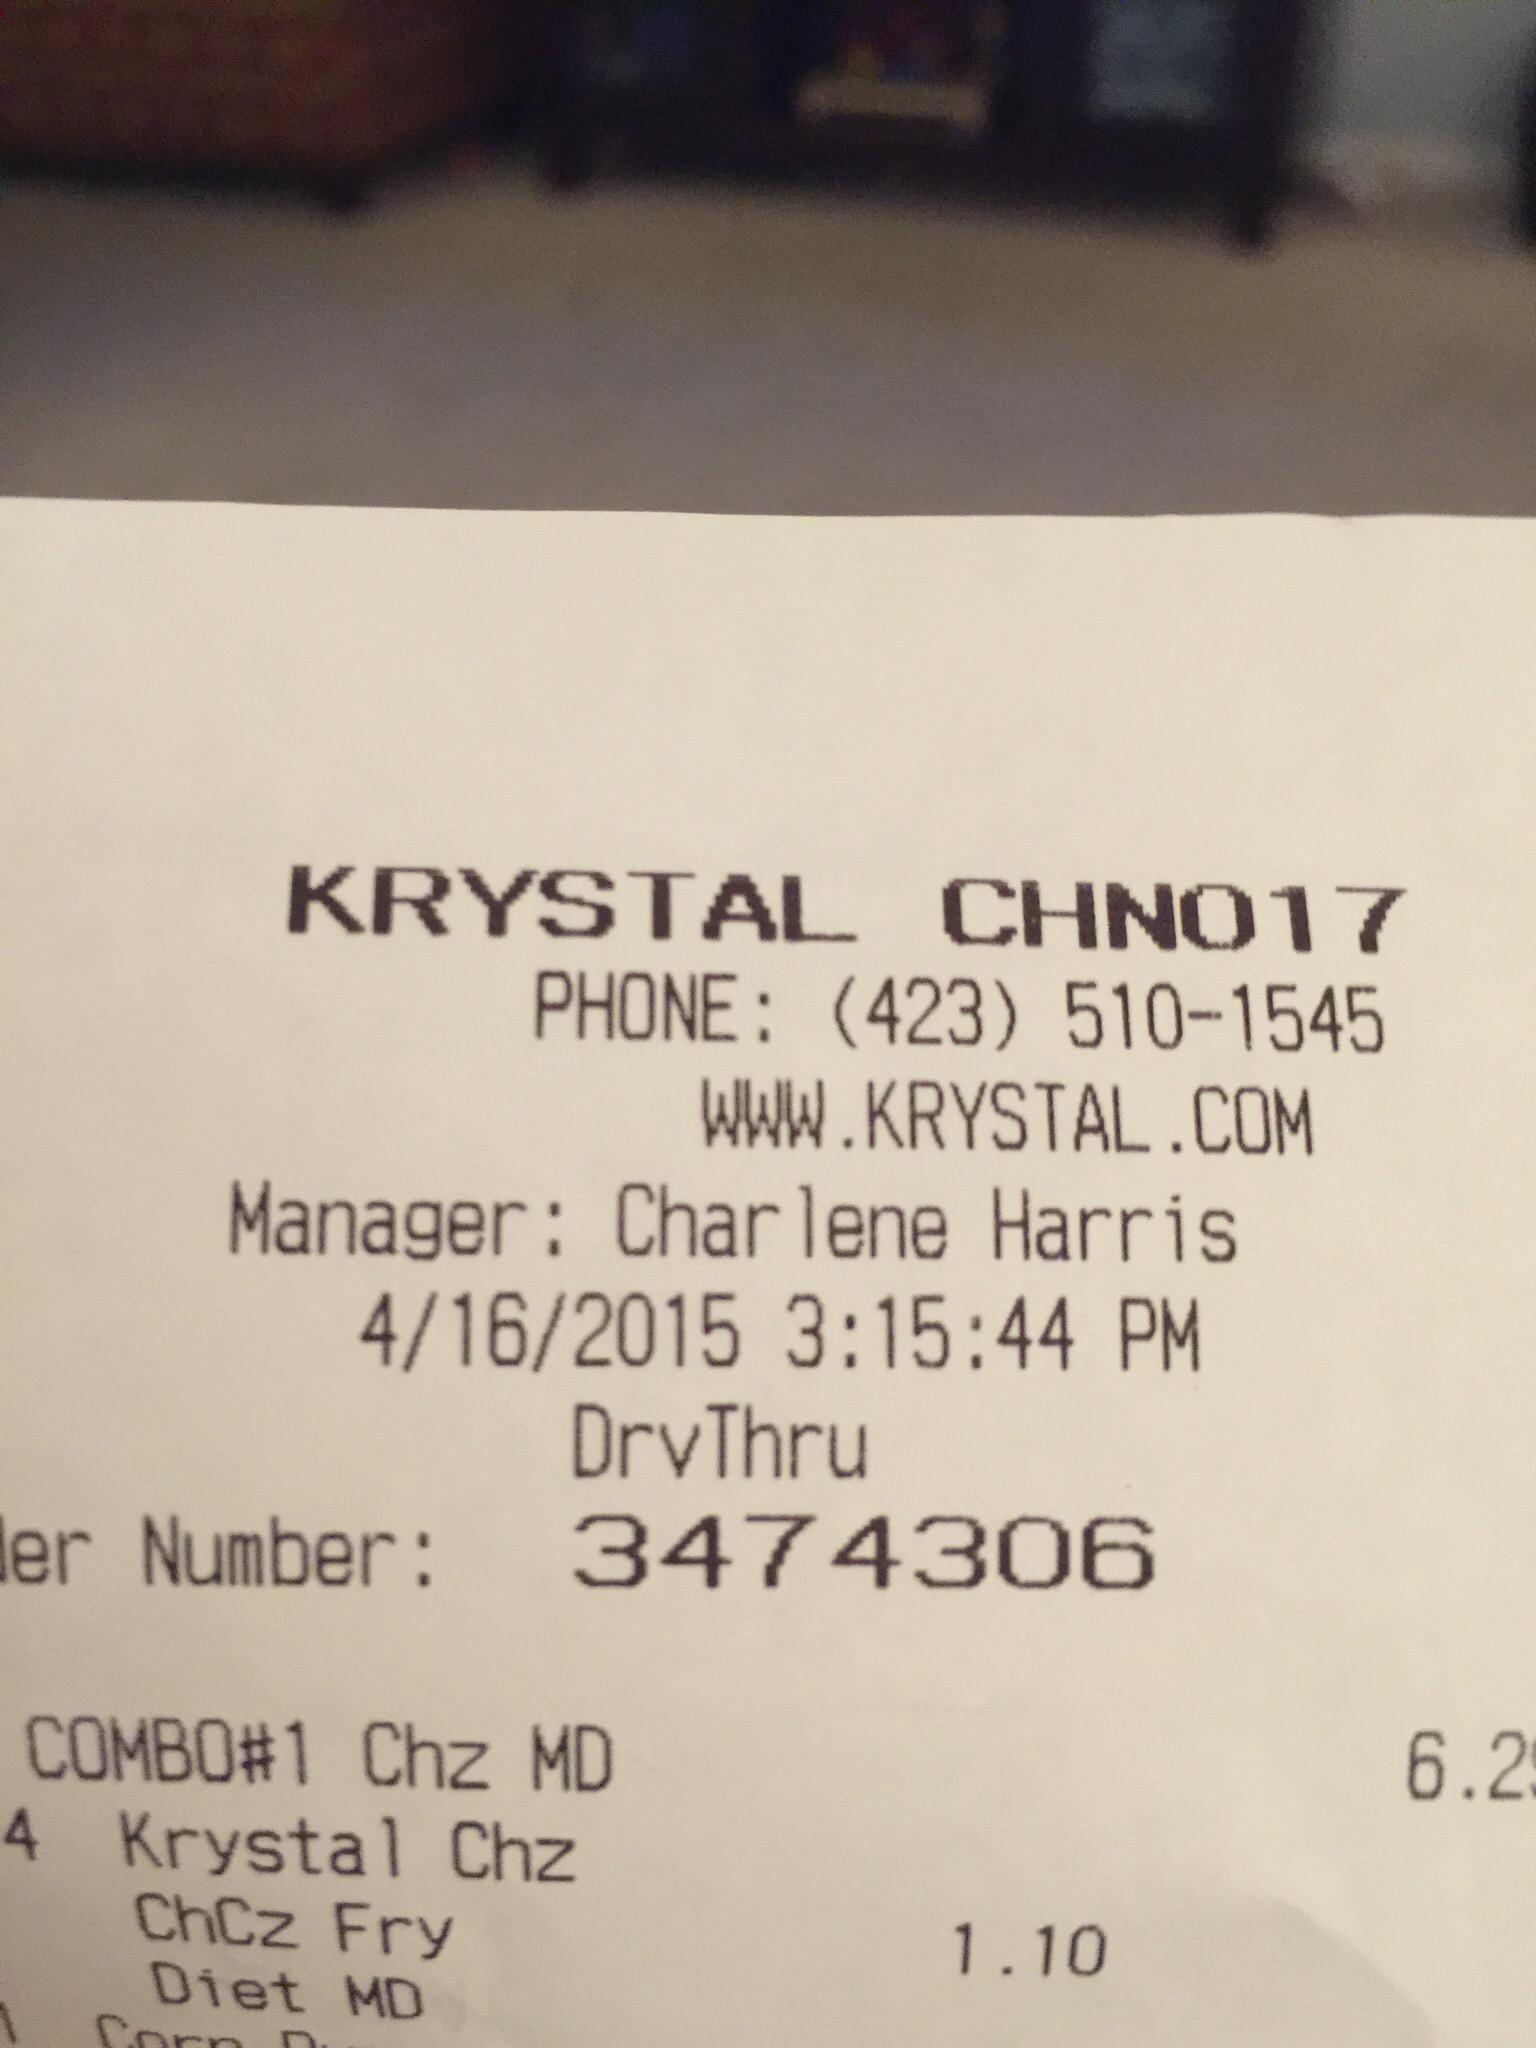 KRYSTAL CHN017
PHONE: (423) 510-1545
WWW.KRYSTAL.COM
Manager: Charlene Harris
4/16/2015 3:15:44 PM
DrvThru
Number: 3474306
COMBO#1 Chz MD
4 Krystal Chz
ChCz Fry 1.10
Diet MD